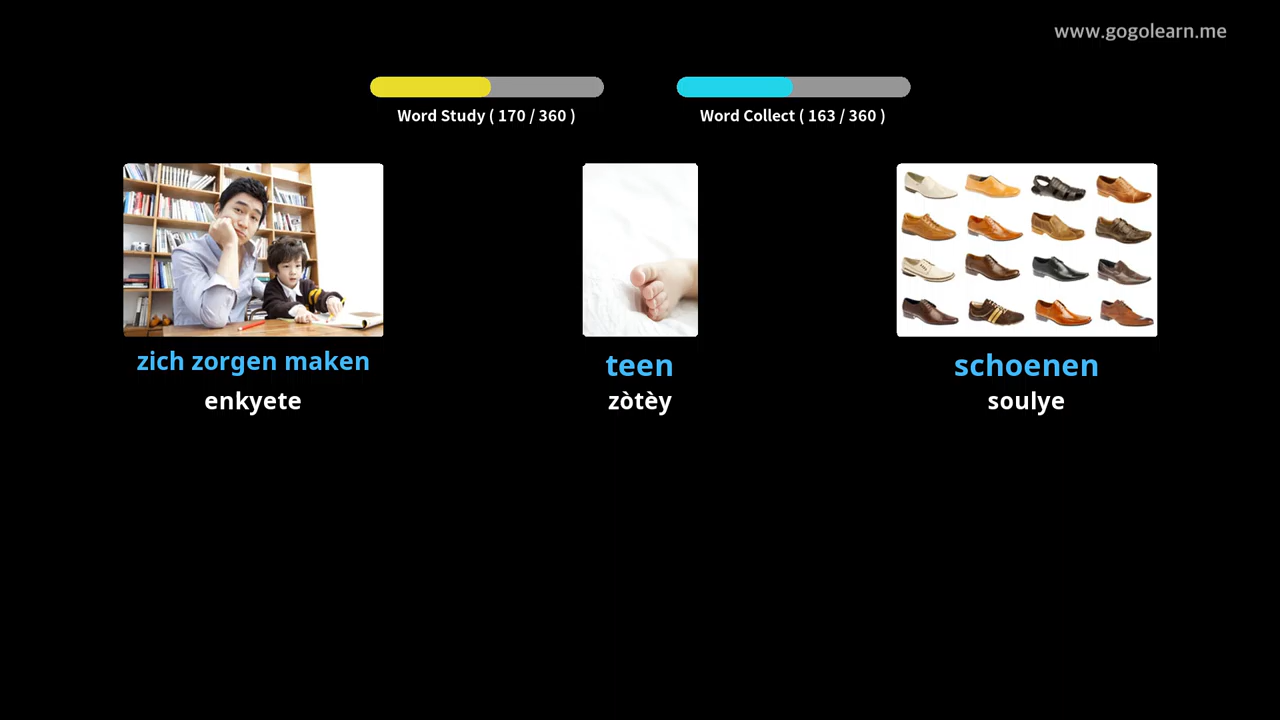 www.gogolearn.me
Word Study ( 170 / 360 )
Word Collect ( 163 / 360 )
zich zorgen maken
enkyete
teen
zòtèy
schoenen
soulye